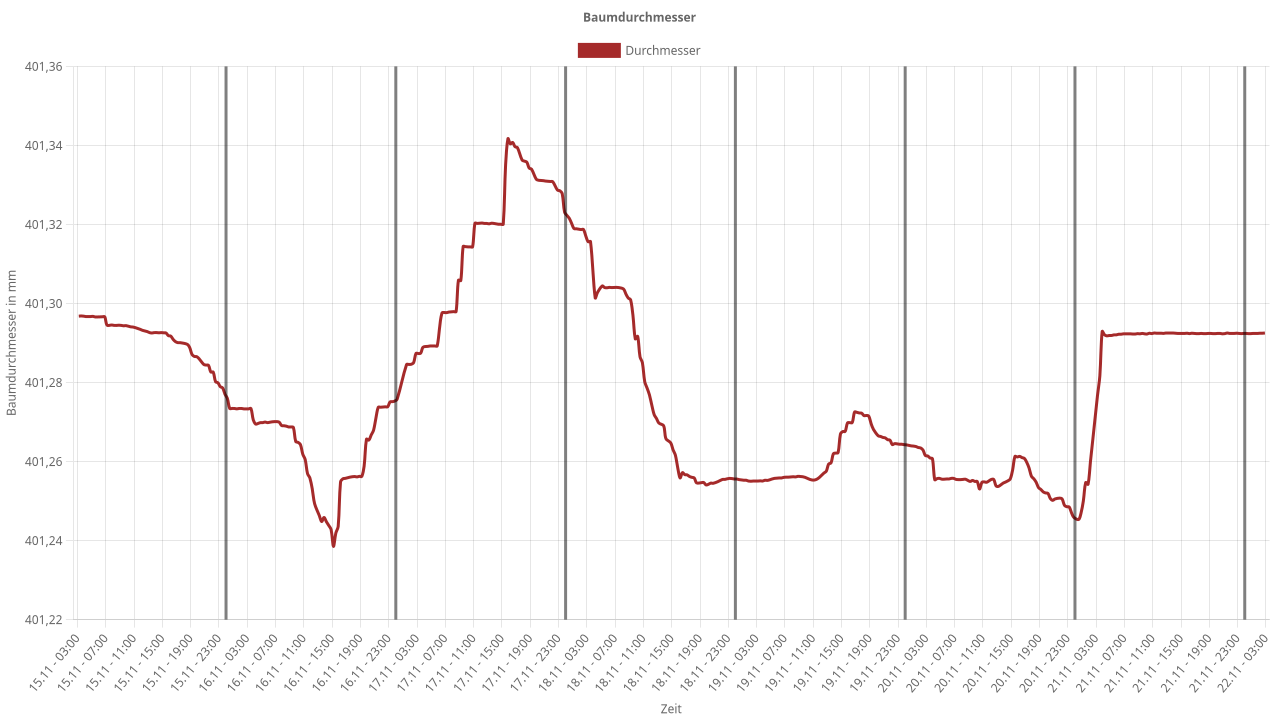 Baumdurchmesser
Durchmesser
401,36
401,34
401,32
401,30
401,28
401,26
401,24
401,22
Baumdurchmesser in mm
15.11 - 03:00
15.11 - 07:00
15.11 - 11:00
15.11 - 15:00
15.11 - 19:00
15.11 - 23:00
16.11 - 03:00
16.11 - 07:00
16.11 - 11:00
16.11 - 15:00
16.11 - 19:00
16.11 - 23:00
17.11 - 03:00
17.11 - 07:00
17.11 - 11:00
17.11 - 15:00
17.11 - 19:00
17.11 - 23:00
18.11 - 03:00
18.11 - 07:00
18.11 - 11:00
18.11 - 15:00
18.11 - 19:00
18.11 - 23:00
19.11 - 03:00
19.11 - 07:00
19.11 - 11:00
19.11 - 15:00
19.11 - 19:00
19.11 - 23:00
20.11 - 03:00
20.11 - 07:00
20.11 - 11:00
20.11 - 15:00
20.11 - 19:00
20.11 - 23:00
21.11 - 03:00
21.11 - 07:00
21.11 - 11:00
21.11 - 15:00
21.11 - 19:00
21.11 - 23:00
22.11 - 03:00
Zeit